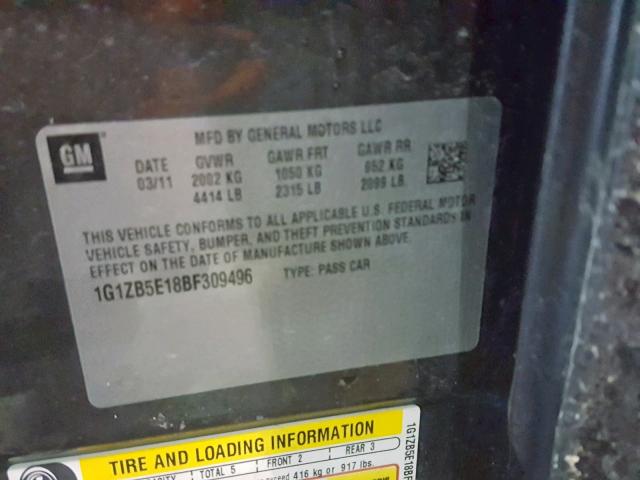 GM
MFD BY GENERAL MOTORS LLC
DATE GVWR GAWR FRT GAWR RR
03/11 2002 KG 1050 KG 952 KG
4414 LB 2315 LB 2099 LB
THIS VEHICLE CONFORMS TO ALL APPLICABLE U.S. FEDERAL MOTOR
VEHICLE SAFETY, BUMPER, AND THEFT PREVENTION STANDARDS IN
EFFECT ON THE DATE OF MANUFACTURE SHOWN ABOVE.
1G1ZB5E18BF309496 TYPE: PASS CAR
TIRE AND LOADING INFORMATION
TOTAL 5 FRONT 2 REAR 3
exceed 416 kg or 917 lbs.
1G1ZB5E18BF